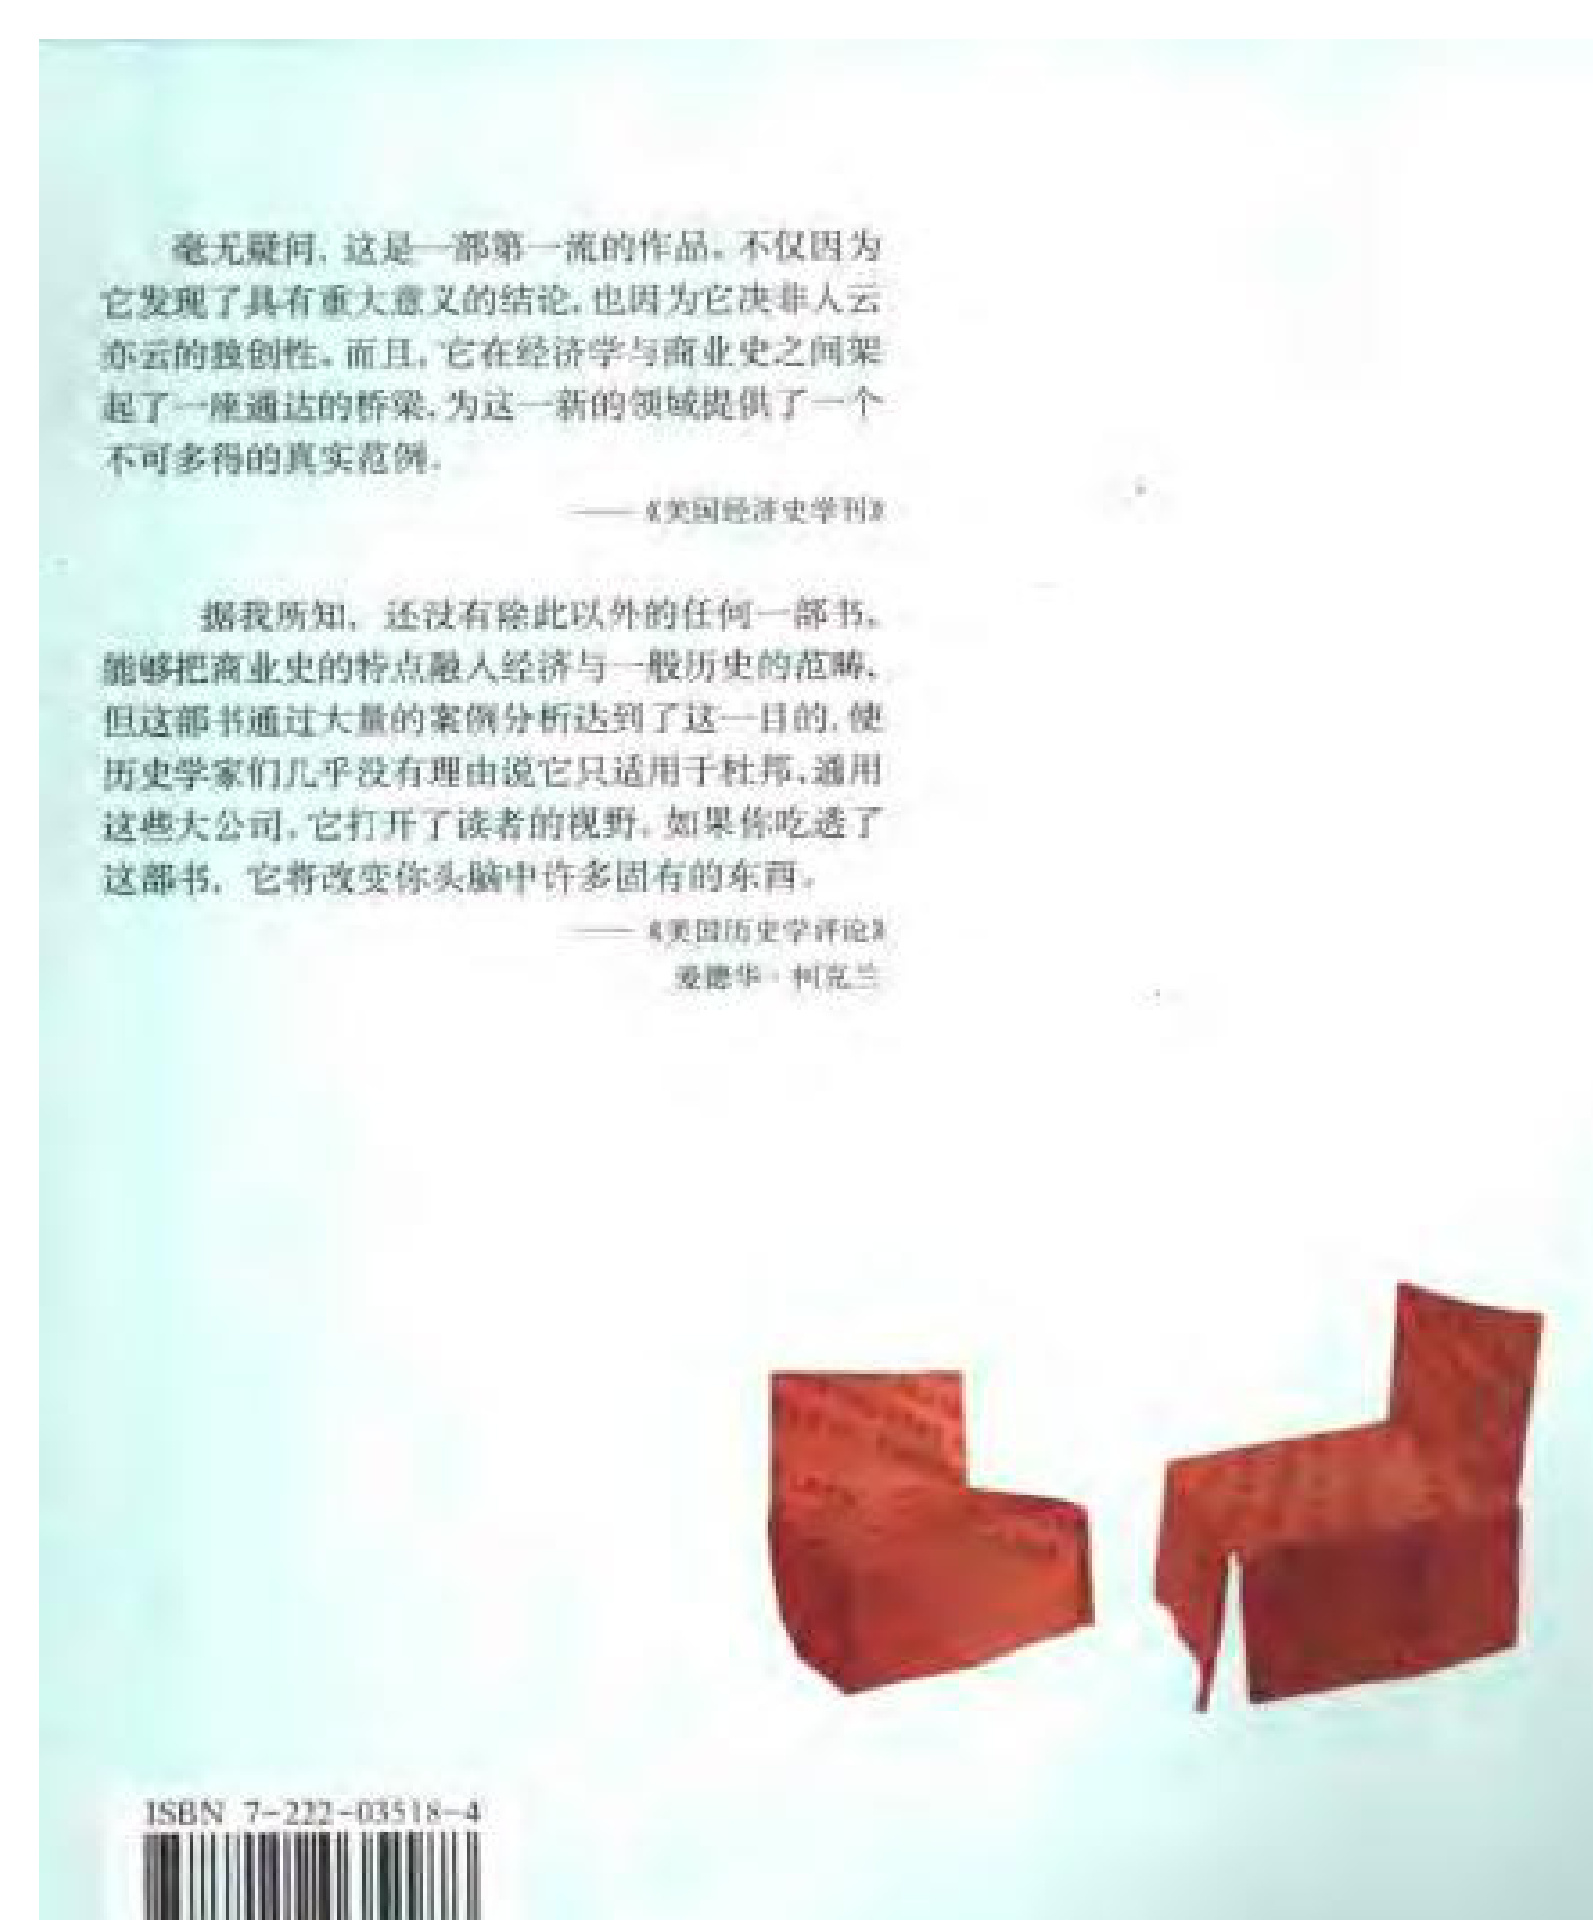 毫无疑问，这是一部第一流的作品。不仅因为
它发现了具有重大意义的结论，也因为它决非人云
亦云的独创性。而且，它在经济学与商业史之间架
起了一座通达的桥梁，为这一新的领域提供了一个
不可多得的真实范例。
——《美国经济史学刊》
据我所知，还没有除此以外的任何一部书，
能够把商业史的特点融入经济与一般历史的范畴，
但这部书通过大量的案例分析达到了这一目的，使
历史学家们几乎没有理由说它只适用于杜邦、通用
这些大公司。它打开了读者的视野。如果你吃透了
这部书，它将改变你头脑中许多固有的东西。
——《美国历史学评论》
爱德华·柯克兰
ISBN 7-222-03518-4